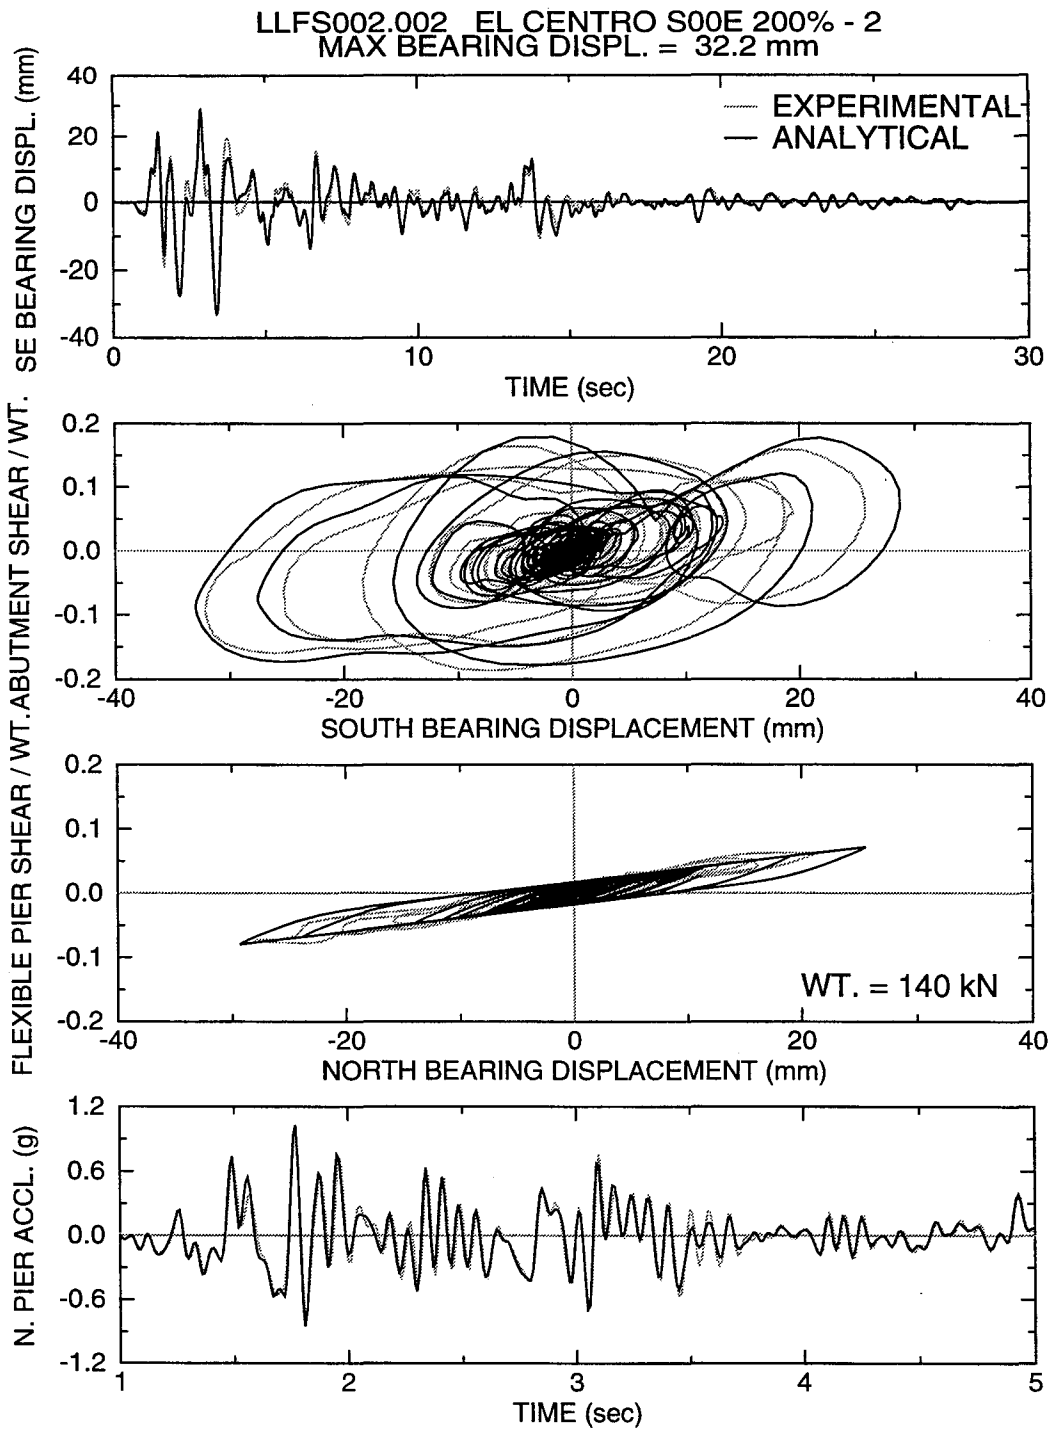 LLFS002.002 EL CENTRO S00E 200% - 2
MAX BEARING DISPL. = 32.2 mm
SE BEARING DISPL. (mm)
40
20
0
-20
-40
EXPERIMENTAL
ANALYTICAL
0 10 20 30
TIME (sec)
ABUTMENT SHEAR / WT.
0.2
0.1
0.0
-0.1
-0.2
-40 -20 0 20 40
SOUTH BEARING DISPLACEMENT (mm)
FLEXIBLE PIER SHEAR / WT.
0.2
0.1
0.0
-0.1
-0.2
WT. = 140 kN
-40 -20 0 20 40
NORTH BEARING DISPLACEMENT (mm)
N. PIER ACCL. (g)
1.2
0.6
0.0
-0.6
-1.2
1 2 3 4 5
TIME (sec)